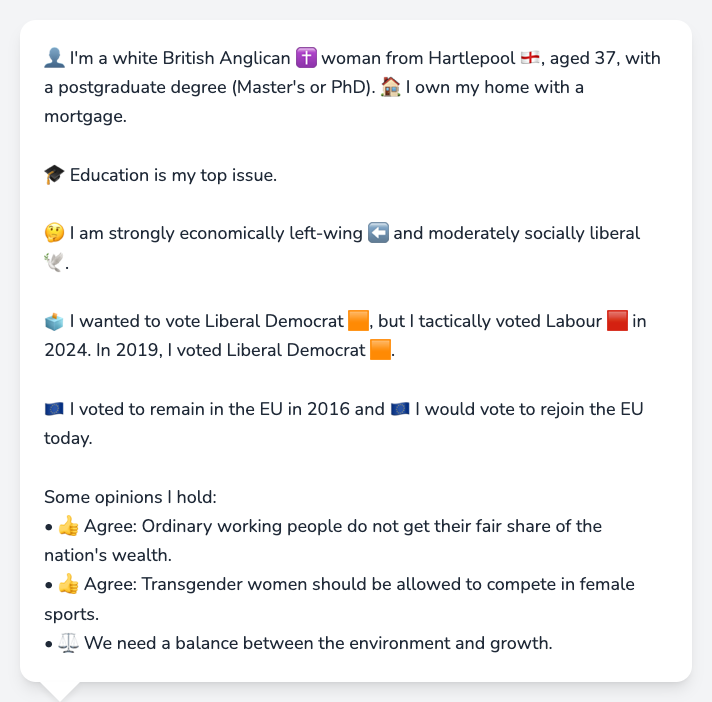 👤 I'm a white British Anglican ✝️ woman from Hartlepool 🏴󠁧󠁢󠁥󠁮󠁧󠁿, aged 37, with
a postgraduate degree (Master's or PhD). 🏠 I own my home with a
mortgage.
🎓 Education is my top issue.
🤔 I am strongly economically left-wing ⬅️ and moderately socially liberal
🕊️.
🗳️ I wanted to vote Liberal Democrat 🟧, but I tactically voted Labour 🟥 in
2024. In 2019, I voted Liberal Democrat 🟧.
🇪🇺 I voted to remain in the EU in 2016 and 🇪🇺 I would vote to rejoin the EU
today.
Some opinions I hold:
• 👍 Agree: Ordinary working people do not get their fair share of the
nation's wealth.
• 👍 Agree: Transgender women should be allowed to compete in female
sports.
• ⚖️ We need a balance between the environment and growth.